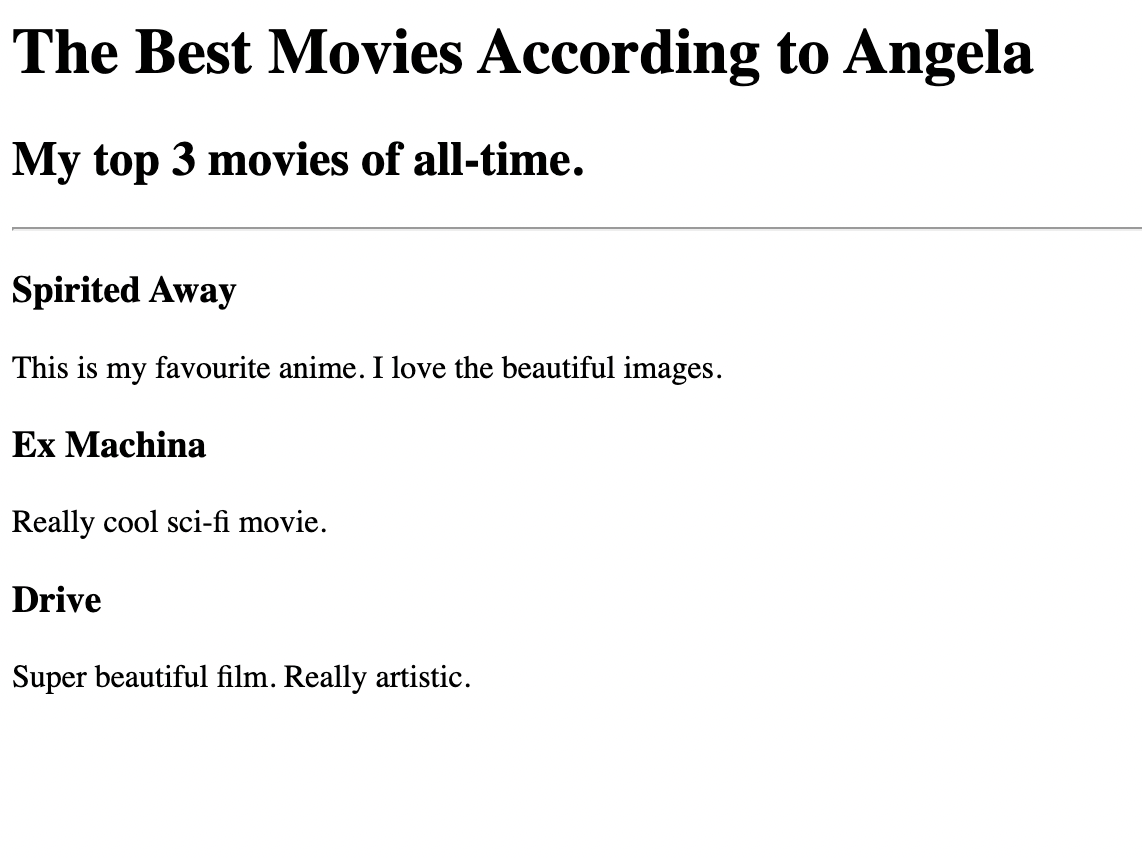 The Best Movies According to Angela
My top 3 movies of all-time.
Spirited Away
This is my favourite anime. I love the beautiful images.
Ex Machina
Really cool sci-fi movie.
Drive
Super beautiful film. Really artistic.